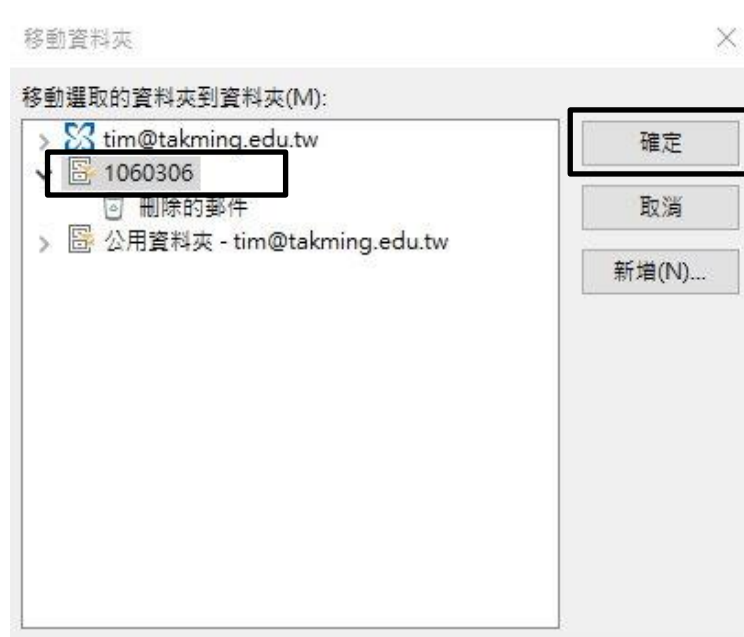 移動資料夾
移動選取的資料夾到資料夾(M):
tim@takming.edu.tw
1060306
刪除的郵件
公用資料夾 - tim@takming.edu.tw
確定
取消
新增(N)...